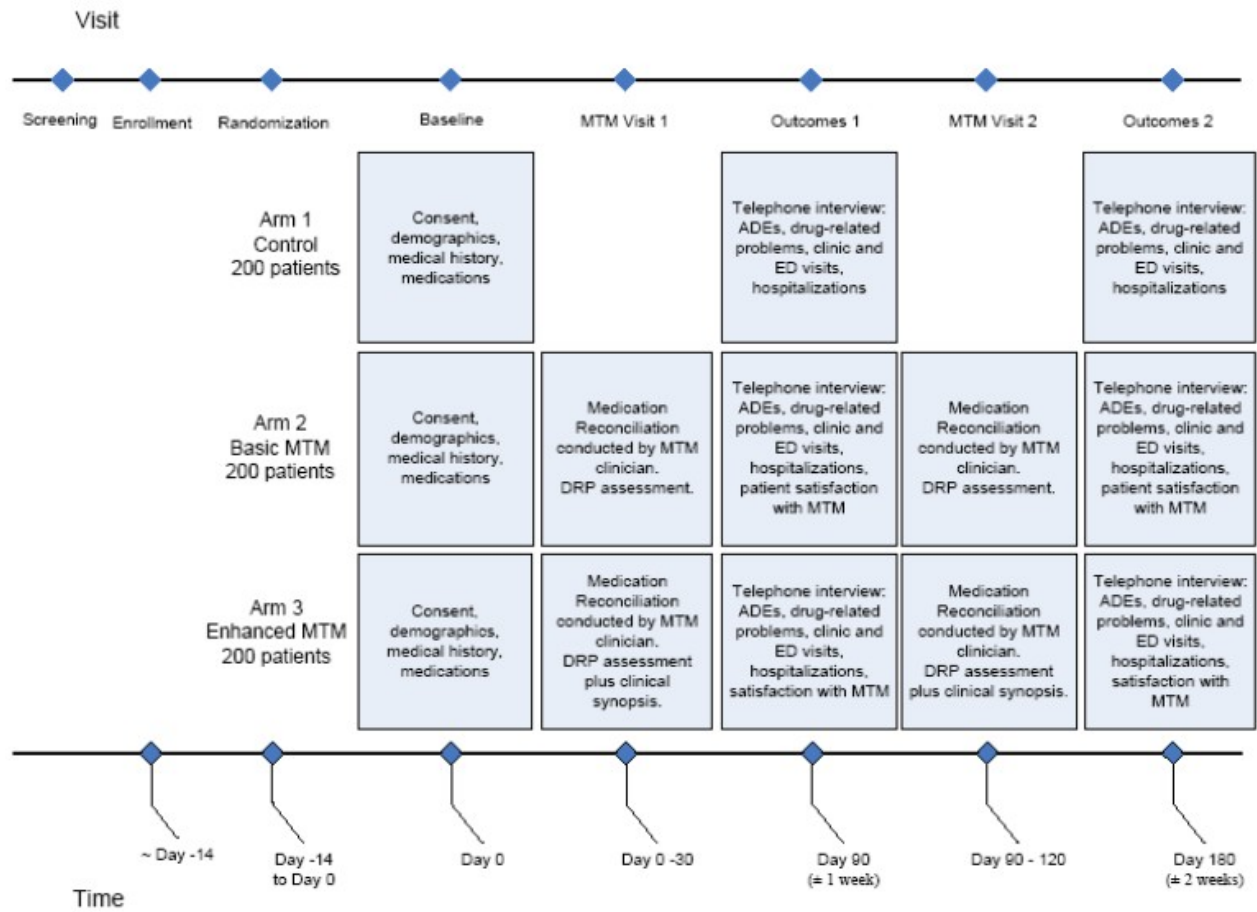 Visit
Screening
Enrollment
Randomization
Baseline
MTM Visit 1
Outcomes 1
MTM Visit 2
Outcomes 2
Arm 1
Control
200 patients
Consent,
demographics,
medical history,
medications
Telephone interview:
ADEs, drug-related
problems, clinic and
ED visits,
hospitalizations
Telephone interview:
ADEs, drug-related
problems, clinic and
ED visits,
hospitalizations
Arm 2
Basic MTM
200 patients
Consent,
demographics,
medical history,
medications
Medication
Reconciliation
conducted by MTM
clinician.
DRP assessment.
Telephone interview:
ADEs, drug-related
problems, clinic and
ED visits,
hospitalizations,
patient satisfaction
with MTM
Medication
Reconciliation
conducted by MTM
clinician.
DRP assessment.
Telephone interview:
ADEs, drug-related
problems, clinic and
ED visits,
hospitalizations,
patient satisfaction
with MTM
Arm 3
Enhanced MTM
200 patients
Consent,
demographics,
medical history,
medications
Medication
Reconciliation
conducted by MTM
clinician.
DRP assessment
plus clinical
synopsis.
Telephone interview:
ADEs, drug-related
problems, clinic and
ED visits,
hospitalizations,
satisfaction with MTM
Medication
Reconciliation
conducted by MTM
clinician.
DRP assessment
plus clinical synopsis.
Telephone interview:
ADEs, drug-related
problems, clinic and
ED visits,
hospitalizations,
satisfaction with
MTM
~ Day -14
Day -14
to Day 0
Day 0
Day 0 -30
Day 90
(± 1 week)
Day 90 - 120
Day 180
(± 2 weeks)
Time